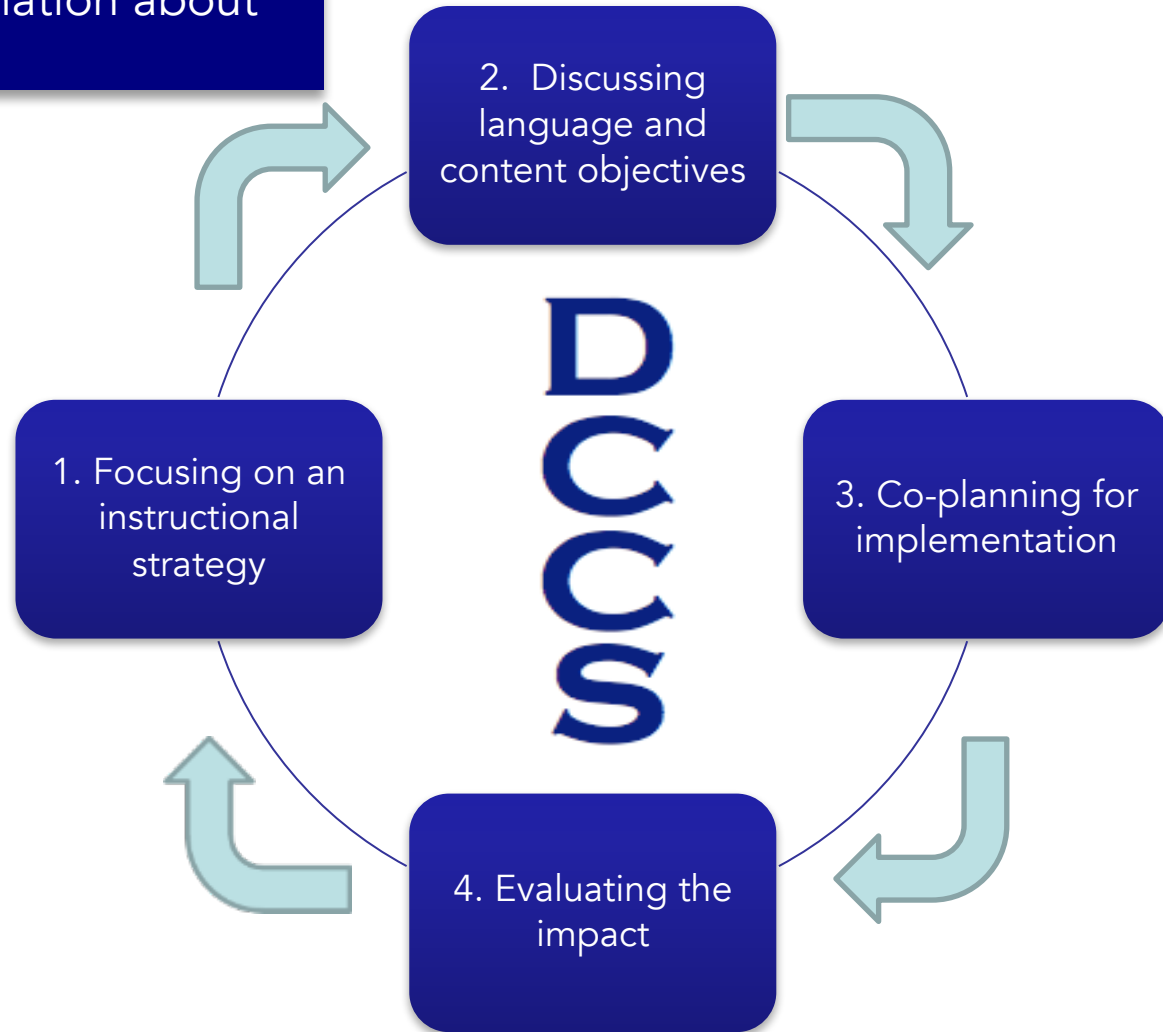 about
2. Discussing
language and
content objectives
1. Focusing on an
instructional
strategy
D
C
C
S
3. Co-planning for
implementation
4. Evaluating the
impact